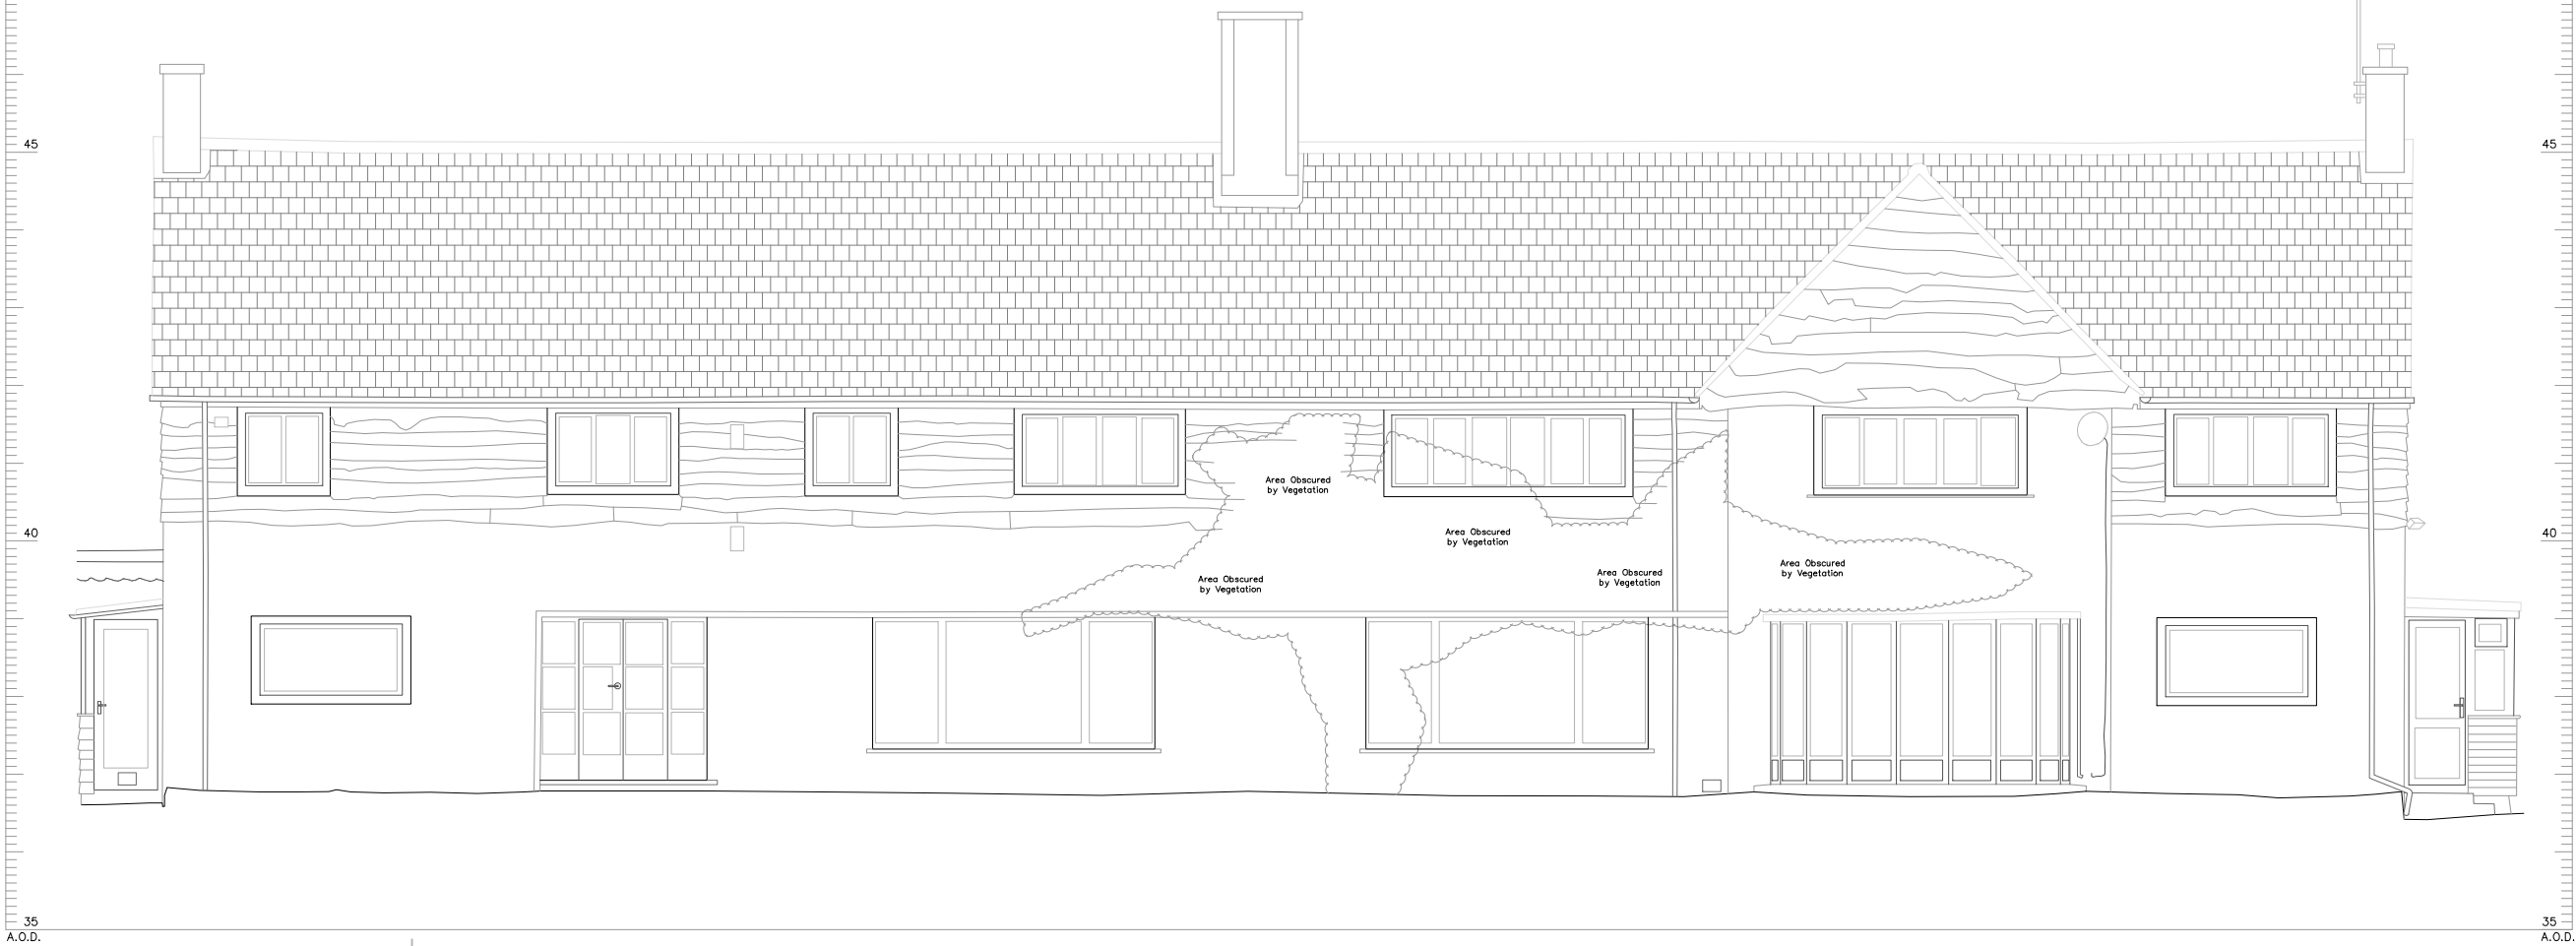 45
45
Area Obscured
by Vegetation
40
Area Obscured
by Vegetation
40
Area Obscured
by Vegetation
Area Obscured
by Vegetation
Area Obscured
by Vegetation
35
35
A.O.D.
A.O.D.